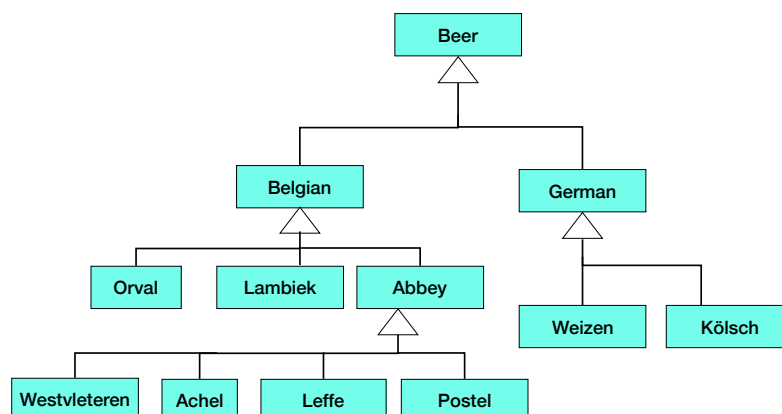 Beer
Belgian
German
Orval
Lambiek
Abbey
Weizen
Kölsch
Westvleteren
Achel
Leffe
Postel